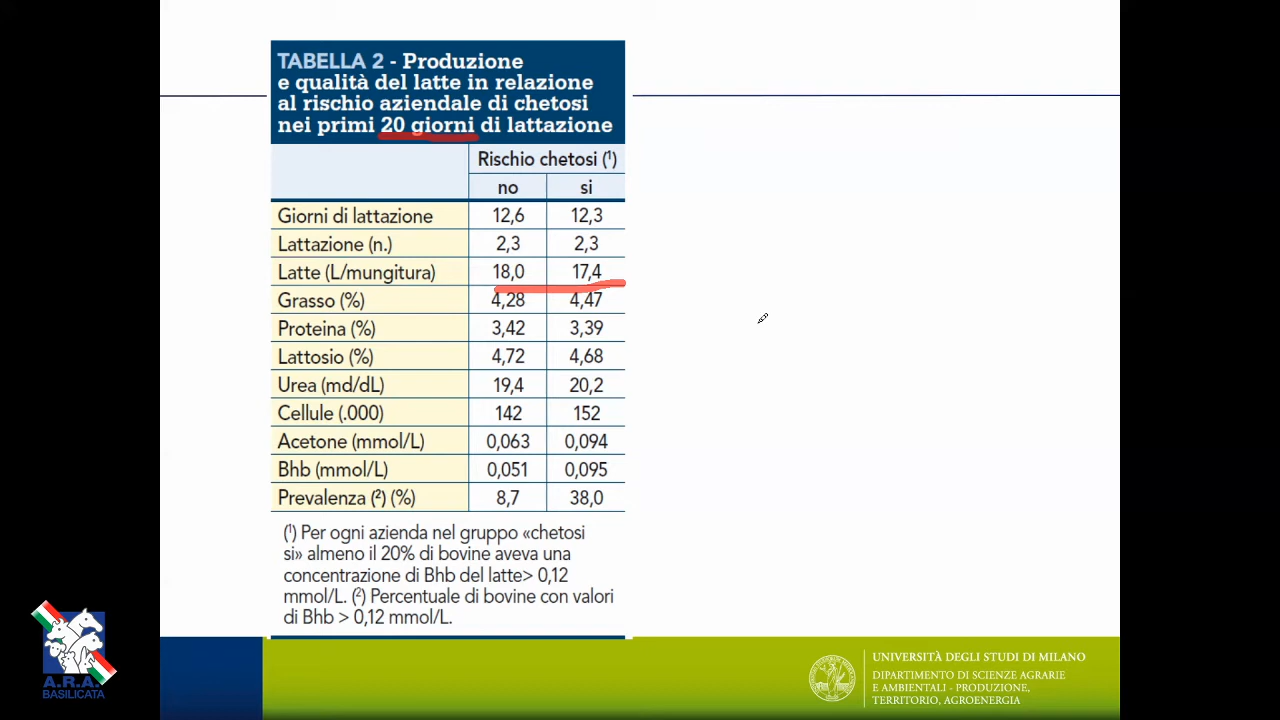 TABELLA 2 - Produzione
e qualità del latte in relazione
al rischio aziendale di chetosi
nei primi 20 giorni di lattazione
Rischio chetosi (¹)
no si
Giorni di lattazione 12,6 12,3
Lattazione (n.) 2,3 2,3
Latte (L/mungitura) 18,0 17,4
Grasso (%) 4,28 4,47
Proteina (%) 3,42 3,39
Lattosio (%) 4,72 4,68
Urea (md/dL) 19,4 20,2
Cellule (.000) 142 152
Acetone (mmol/L) 0,063 0,094
Bhb (mmol/L) 0,051 0,095
Prevalenza (²) (%) 8,7 38,0
(¹) Per ogni azienda nel gruppo «chetosi
si» almeno il 20% di bovine aveva una
concentrazione di Bhb del latte> 0,12
mmol/L. (²) Percentuale di bovine con valori
di Bhb > 0,12 mmol/L.
A.R.A.
BASILICATA
UNIVERSITÀ DEGLI STUDI DI MILANO
DIPARTIMENTO DI SCIENZE AGRARIE
E AMBIENTALI - PRODUZIONE,
TERRITORIO, AGROENERGIA